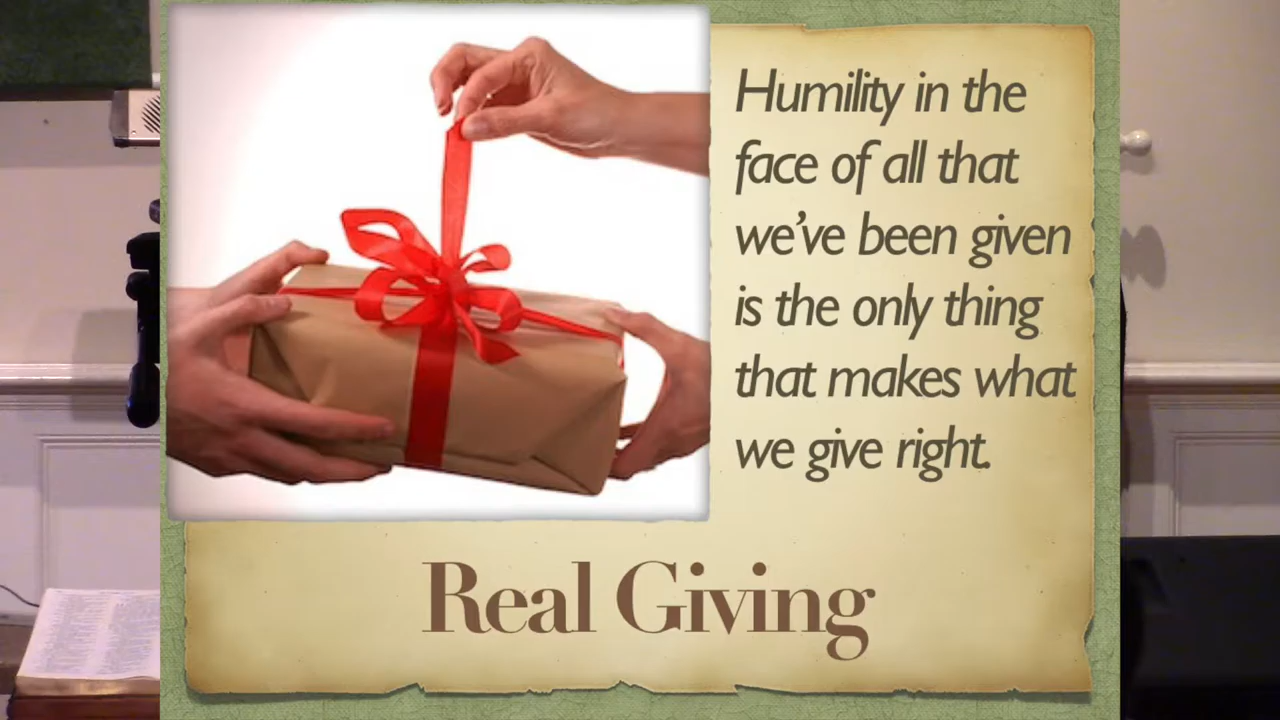 Humility in the
face of all that
we've been given
is the only thing
that makes what
we give right.
Real Giving